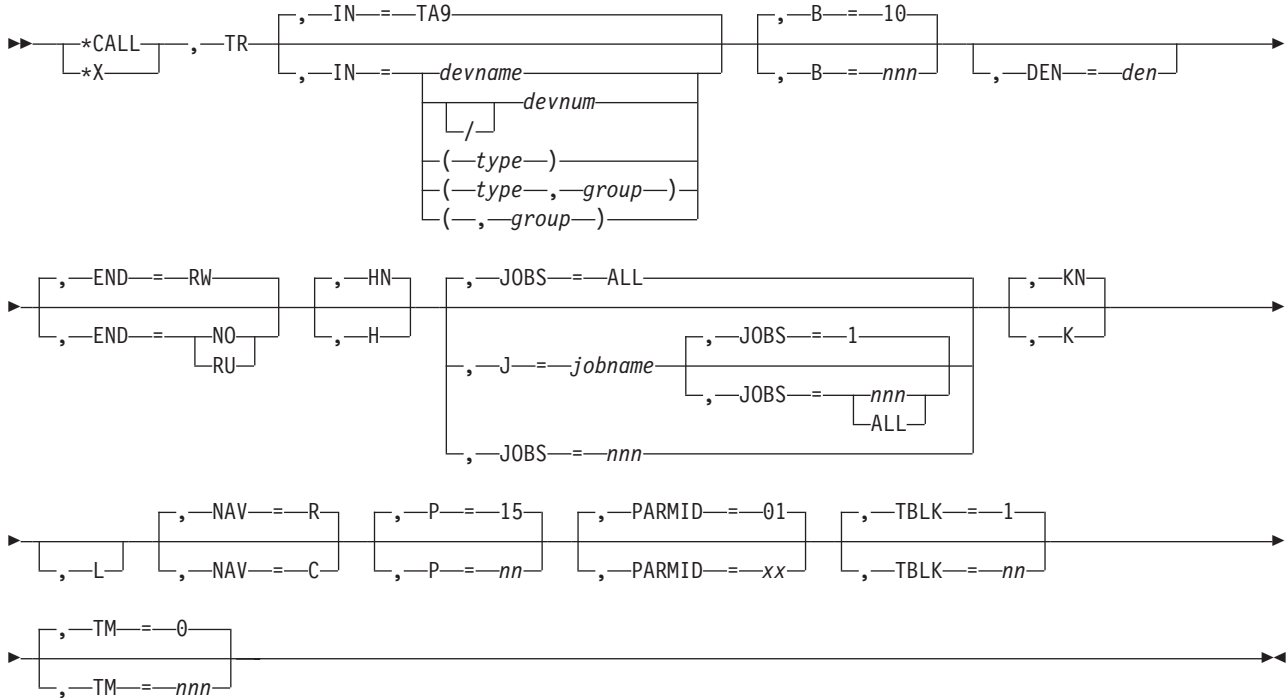 , IN = TA9 , B = 10
*CALL , TR
*X , IN = devname , B = nnn , DEN = den
devnum
/
( type )
( type , group )
( , group )
, END = RW , HN , JOBS = ALL , KN
, END = NO , H , JOBS = 1 , K
RU , J = jobname
, JOBS = nnn
ALL
, JOBS = nnn
, NAV = R , P = 15 , PARMID = 01 , TBLK = 1
, L , NAV = C , P = nn , PARMID = xx , TBLK = nn
, TM = 0
, TM = nnn